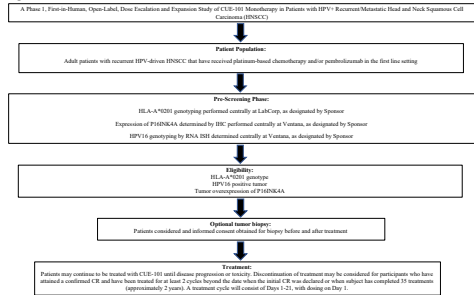 A Phase 1, First-in-Human, Open-Label, Dose Escalation and Expansion Study of CUE-101 Monotherapy in Patients with HPV+ Recurrent/Metastatic Head and Neck Squamous Cell
Carcinoma (HNSCC)
Patient Population:
Adult patients with recurrent HPV-driven HNSCC that have received platinum-based chemotherapy and/or pembrolizumab in the first line setting
Pre-Screening Phase:
HLA-A*0201 genotyping performed centrally at LabCorp, as designated by Sponsor
Expression of P16INK4A determined by IHC performed centrally at Ventana, as designated by Sponsor
HPV16 genotyping by RNA ISH determined centrally at Ventana, as designated by Sponsor
Eligibility:
HLA-A*0201 genotype
HPV16 positive tumor
Tumor overexpression of P16INK4A
Optional tumor biopsy:
Patients considered and informed consent obtained for biopsy before and after treatment
Treatment:
Patients may continue to be treated with CUE-101 until disease progression or toxicity. Discontinuation of treatment may be considered for participants who have
attained a confirmed CR and have been treated for at least 2 cycles beyond the date when the initial CR was declared or when subject has completed 35 treatments
(approximately 2 years). A treatment cycle will consist of Days 1-21, with dosing on Day 1.